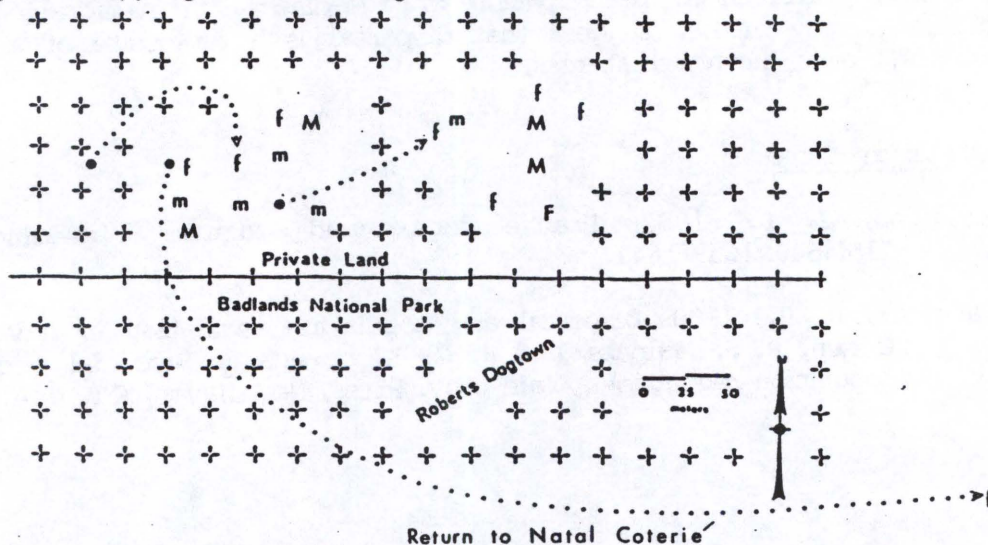 f
f M m M f
f
m
f f M
m m m f F
M
Private Land
Badlands National Park
Roberts Dogtown
0 25 50
meters
Return to Natal Coterie